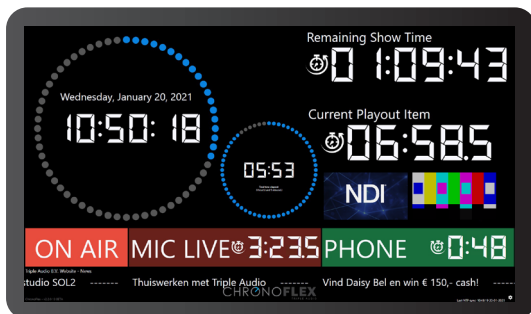 Remaining Show Time
01:09:43
Wednesday, January 20, 2021
10:50:18
Current Playout Item
06:58.5
05:53
NDI
ON AIR MIC LIVE 3:23.5 PHONE 0:48
Triple Audio B.V. Website - News
studio SOL2 ------ Thuiswerken met Triple Audio ------ Vind Daisy Bel en win € 150,- cash! ------
CHRONOFLEX